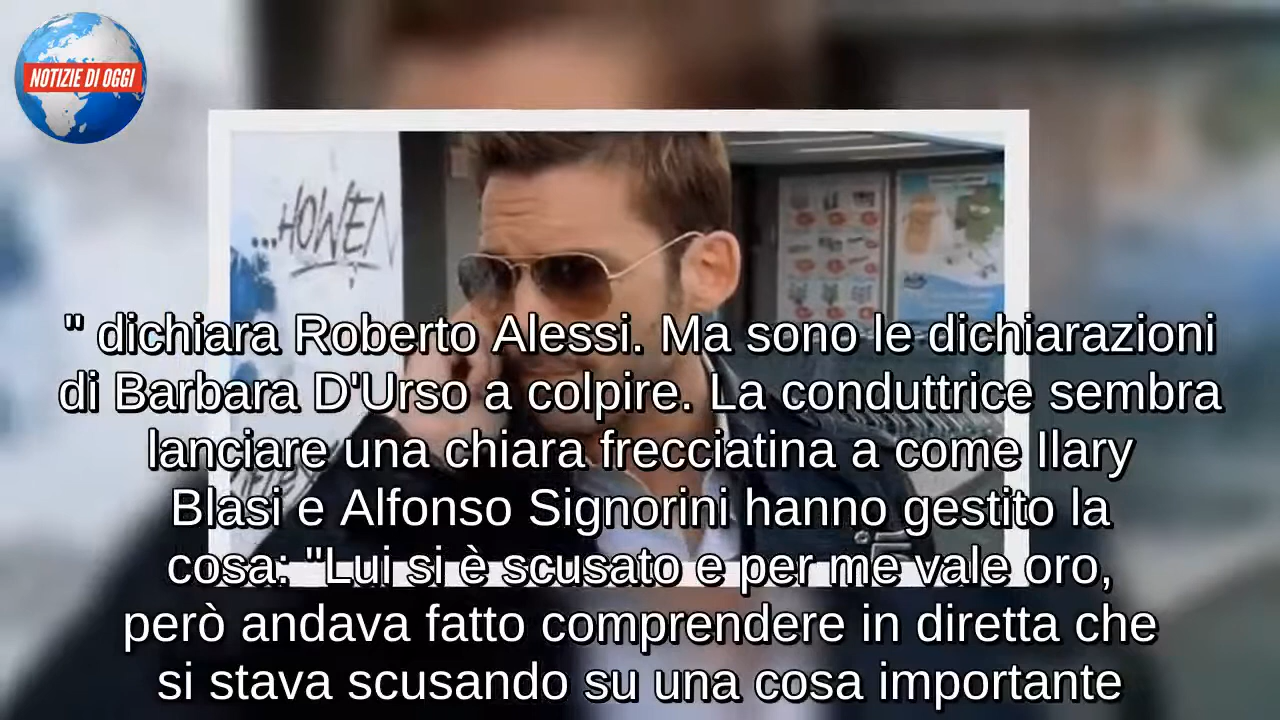 NOTIZIE DI OGGI
...HOWEN
" dichiara Roberto Alessi. Ma sono le dichiarazioni
di Barbara D'Urso a colpire. La conduttrice sembra
lanciare una chiara frecciatina a come Ilary
Blasi e Alfonso Signorini hanno gestito la
cosa: "Lui si è scusato e per me vale oro,
però andava fatto comprendere in diretta che
si stava scusando su una cosa importante